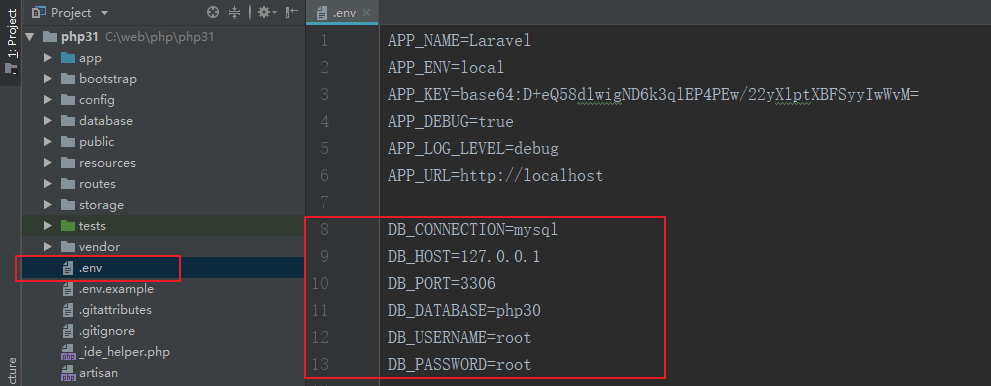 1: Project
Project
php31 C:\web\php\php31
app
bootstrap
config
database
public
resources
routes
storage
tests
vendor
.env
.env.example
.gitattributes
.gitignore
_ide_helper.php
artisan
cture
.env
1 APP_NAME=Laravel
2 APP_ENV=local
3 APP_KEY=base64:D+eQ58dlwigND6k3qlEP4PEw/22yXlptXBFSyyIwWvM=
4 APP_DEBUG=true
5 APP_LOG_LEVEL=debug
6 APP_URL=http://localhost
7
8 DB_CONNECTION=mysql
9 DB_HOST=127.0.0.1
10 DB_PORT=3306
11 DB_DATABASE=php30
12 DB_USERNAME=root
13 DB_PASSWORD=root